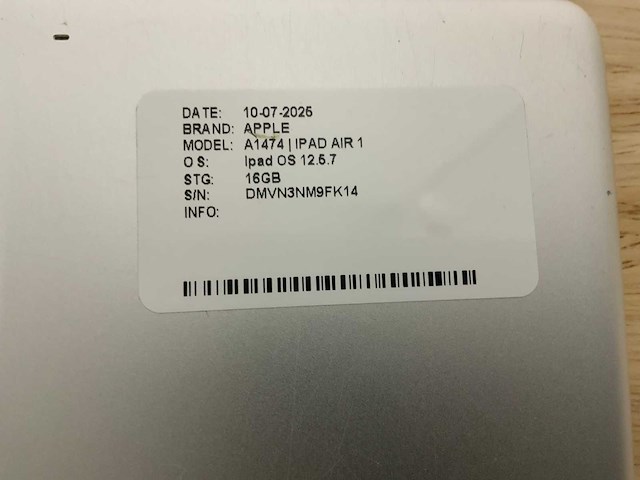 DATE: 10-07-2025
BRAND: APPLE
MODEL: A1474 | IPAD AIR 1
O S: Ipad OS 12.5.7
STG: 16GB
S/N: DMVN3NM9FK14
INFO: